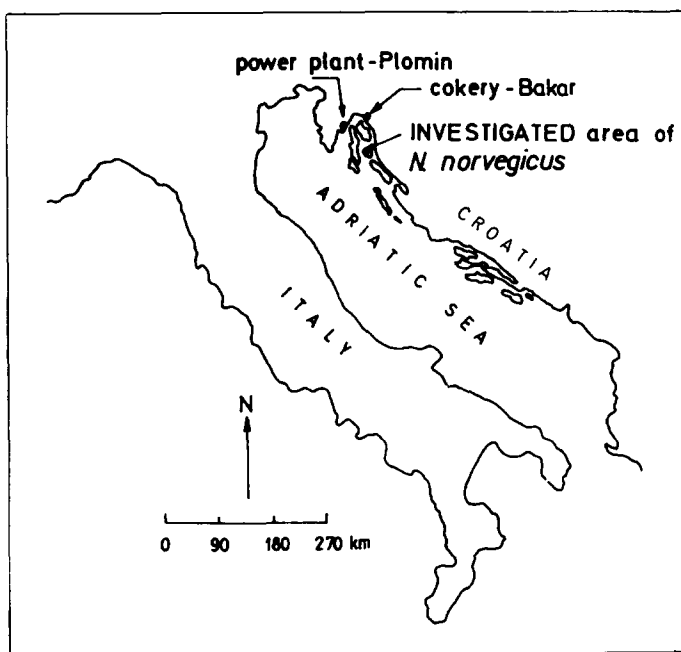 power plant-Plomin
cokery - Bakar
INVESTIGATED area of
N. norvegicus
ADRIATIC SEA
CROATIA
ITALY
N
0 90 180 270 km